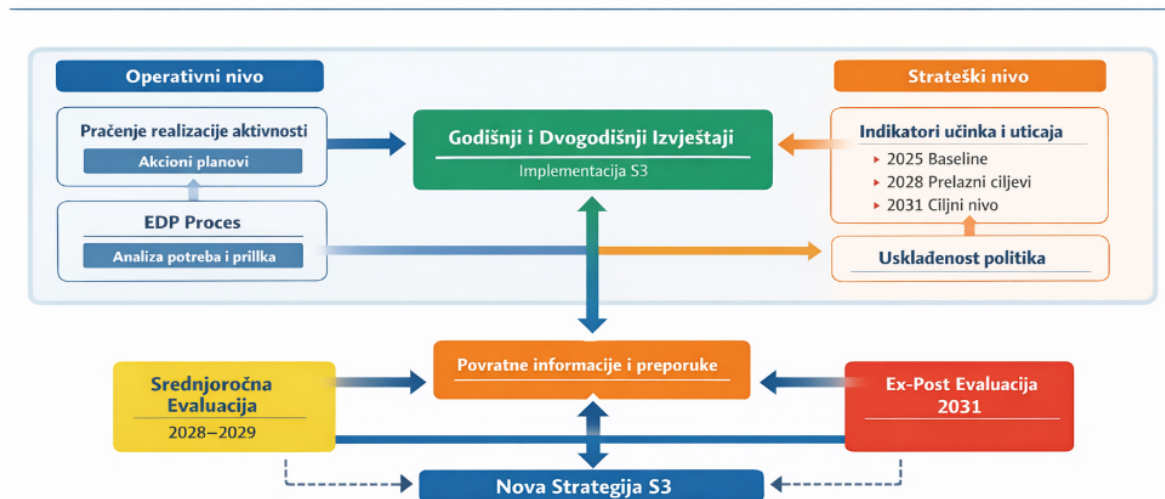 Operativni nivo
Pračenje realizacije aktivnosti
Akcioni planovi
EDP Proces
Analiza potreba i prillka
Godišnji i Dvogodišnji Izvještaji
Implementacija S3
Strateški nivo
Indikatori učinka i uticaja
2025 Baseline
2028 Prelazni ciljevi
2031 Ciljni nivo
Usklađenost politika
Povratne informacije i preporuke
Srednjoročna
Evaluacija
2028–2029
Ex-Post Evaluacija
2031
Nova Strategija S3